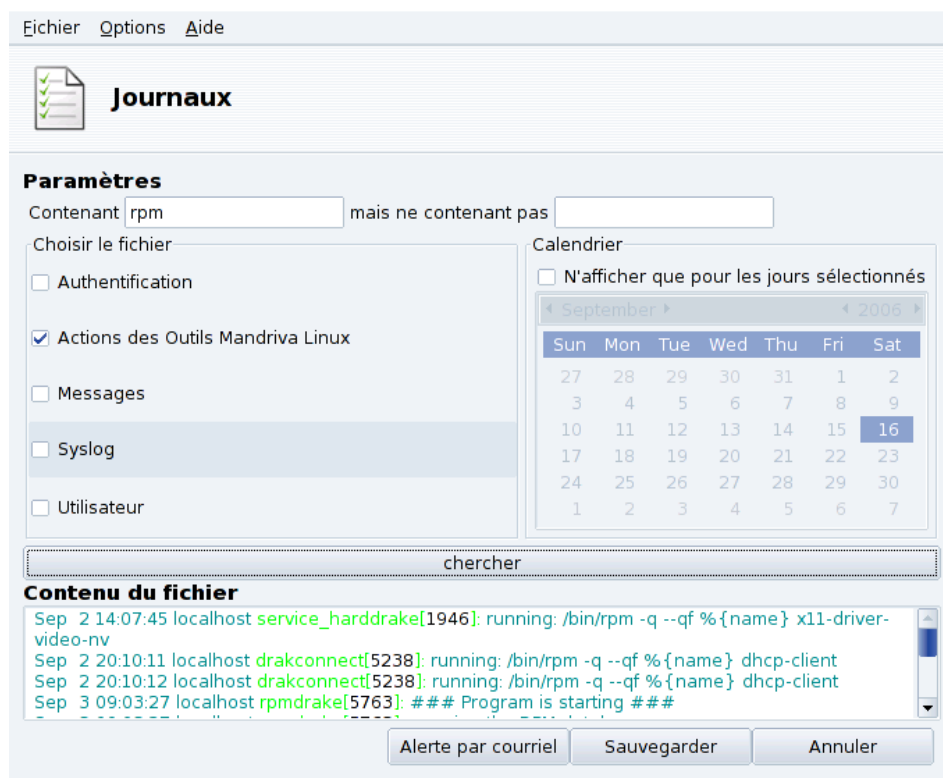 Fichier Options Aide
Journaux
Paramètres
Contenant rpm mais ne contenant pas
Choisir le fichier
Authentification
Actions des Outils Mandriva Linux
Messages
Syslog
Utilisateur
Calendrier
N'afficher que pour les jours sélectionnés
September 2006
Sun Mon Tue Wed Thu Fri Sat
27 28 29 30 31 1 2
3 4 5 6 7 8 9
10 11 12 13 14 15 16
17 18 19 20 21 22 23
24 25 26 27 28 29 30
1 2 3 4 5 6 7
chercher
Contenu du fichier
Sep 2 14:07:45 localhost service_harddrake[1946]: running: /bin/rpm -q --qf %{name} x11-driver-
video-nv
Sep 2 20:10:11 localhost drakconnect[5238]: running: /bin/rpm -q --qf %{name} dhcp-client
Sep 2 20:10:12 localhost drakconnect[5238]: running: /bin/rpm -q --qf %{name} dhcp-client
Sep 3 09:03:27 localhost rpmdrake[5763]: ### Program is starting ###
Alerte par courriel Sauvegarder Annuler